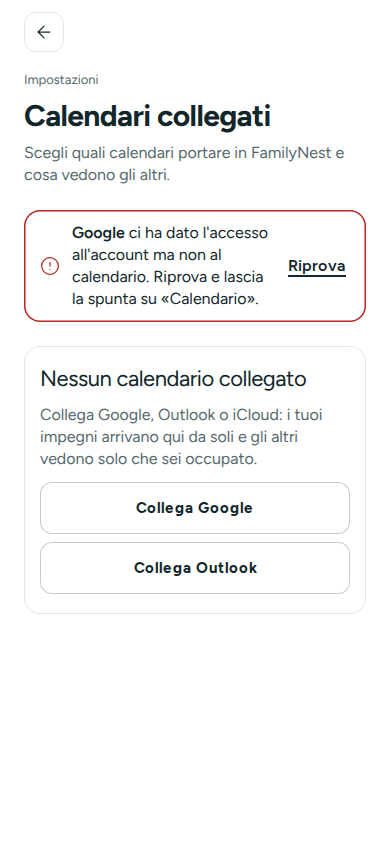 Impostazioni
Calendari collegati
Scegli quali calendari portare in FamilyNest e
cosa vedono gli altri.
Google ci ha dato l'accesso
all'account ma non al
calendario. Riprova e lascia
la spunta su «Calendario».
Riprova
Nessun calendario collegato
Collega Google, Outlook o iCloud: i tuoi
impegni arrivano qui da soli e gli altri
vedono solo che sei occupato.
Collega Google
Collega Outlook